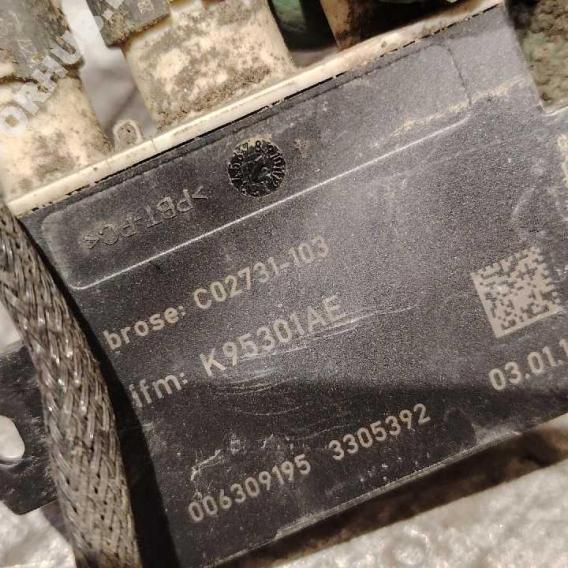 >PBT-PC<
brose: C02731-103
ifm: K95301AE
03.01.1
006309195 3305392